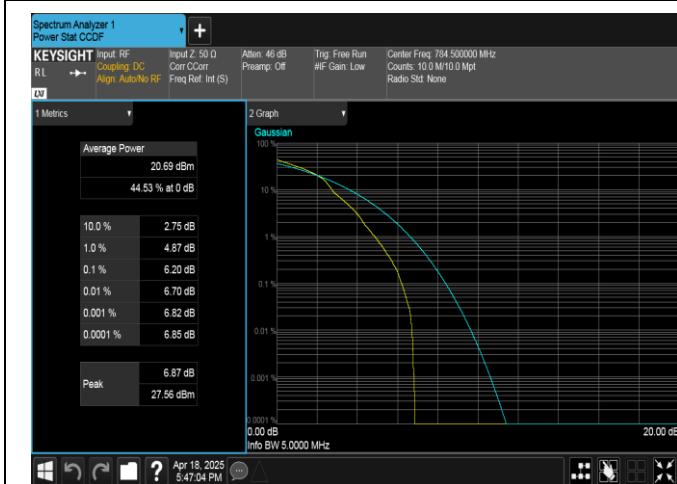 Spectrum Analyzer 1
Power Stat CCDF
KEYSIGHT
RL
LXI
Input: RF
Coupling: DC
Align: Auto/No RF
Input Z: 50 Ω
Corr CCorr
Freq Ref: Int (S)
Atten: 46 dB
Preamp: Off
Trig: Free Run
#IF Gain: Low
Center Freq: 784.500000 MHz
Counts: 10.0 M/10.0 Mpt
Radio Std: None
1 Metrics
Average Power
20.69 dBm
44.53 % at 0 dB
10.0 % 2.75 dB
1.0 % 4.87 dB
0.1 % 6.20 dB
0.01 % 6.70 dB
0.001 % 6.82 dB
0.0001 % 6.85 dB
Peak
6.87 dB
27.56 dBm
2 Graph
Gaussian
100 %
10 %
1 %
0.1 %
0.01 %
0.001 %
0.0001 %
0.00 dB
20.00 dB
Info BW 5.0000 MHz
?
Apr 18, 2025
5:47:04 PM